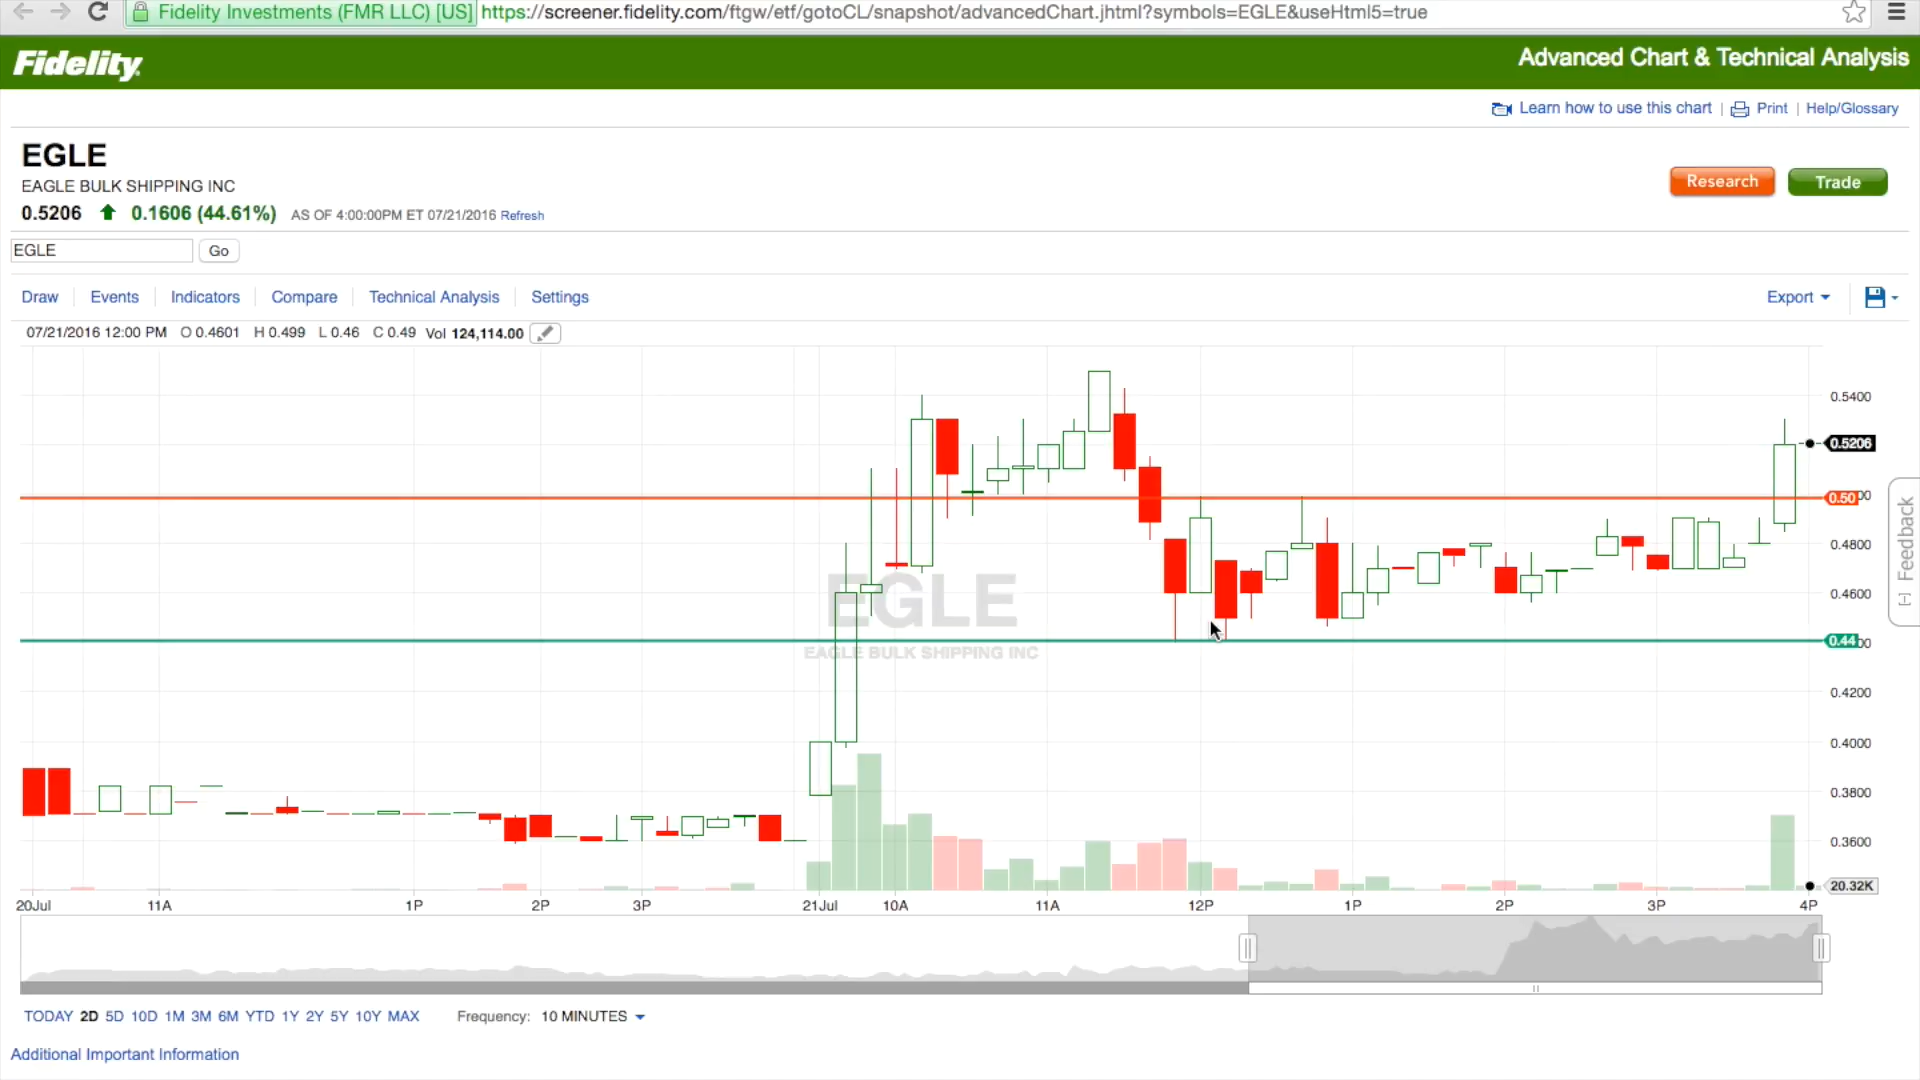 Fidelity Investments (FMR LLC) [US] https://screener.fidelity.com/ftgw/etf/gotoCL/snapshot/advancedChart.jhtml?symbols=EGLE&useHtml5=true
Fidelity
Advanced Chart & Technical Analysis
Learn how to use this chart | Print | Help/Glossary
EGLE
EAGLE BULK SHIPPING INC
0.5206 0.1606 (44.61%) AS OF 4:00:00PM ET 07/21/2016 Refresh
Research Trade
EGLE Go
Draw Events Indicators Compare Technical Analysis Settings Export
07/21/2016 12:00 PM O 0.4601 H 0.499 L 0.46 C 0.49 Vol 124,114.00
0.5400
0.5206
0.50
0.4800
0.4600
0.44
0.4200
0.4000
0.3800
0.3600
20.32K
EGLE
EAGLE BULK SHIPPING INC
[-] Feedback
20Jul 11A 1P 2P 3P 21Jul 10A 11A 12P 1P 2P 3P 4P
TODAY 2D 5D 10D 1M 3M 6M YTD 1Y 2Y 5Y 10Y MAX Frequency: 10 MINUTES
Additional Important Information